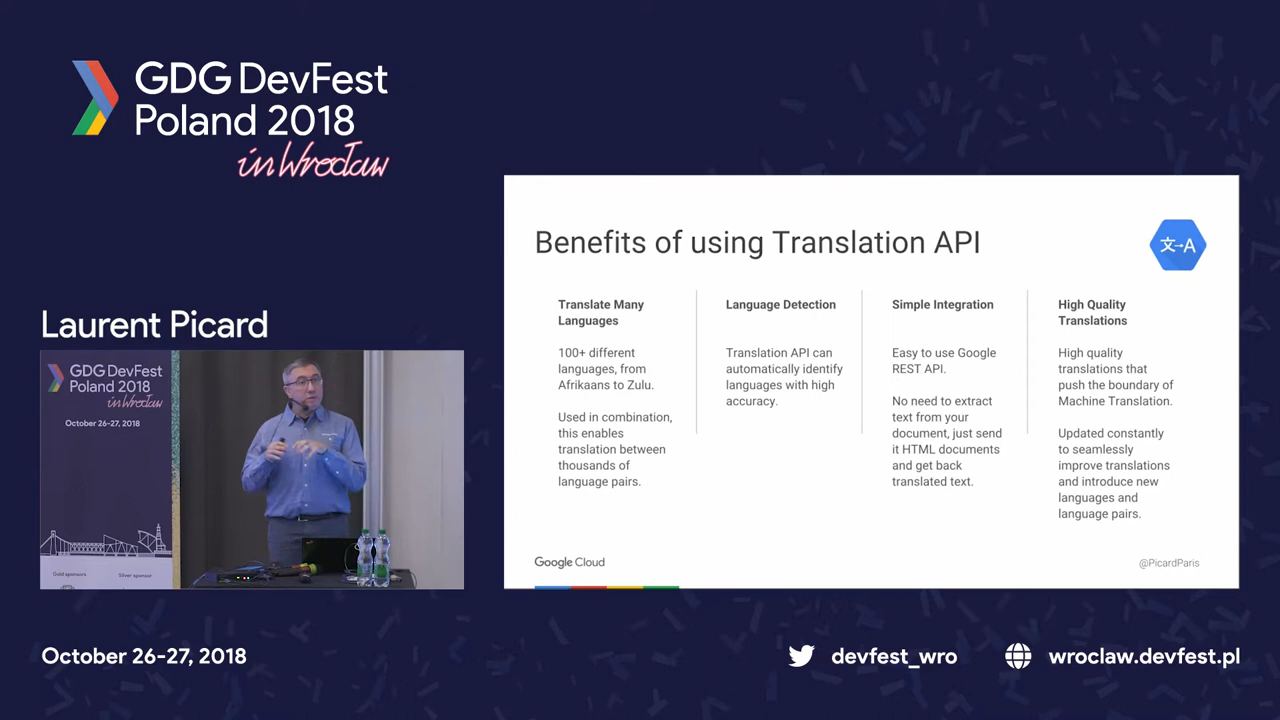 GDG DevFest
Poland 2018
in Wrocław
Laurent Picard
GDG DevFest
Poland 2018
in Wrocław
October 26-27, 2018
Gold sponsors
Silver sponsor
Benefits of using Translation API
文→A
Translate Many
Languages
100+ different
languages, from
Afrikaans to Zulu.
Used in combination,
this enables
translation between
thousands of
language pairs.
Language Detection
Translation API can
automatically identify
languages with high
accuracy.
Simple Integration
Easy to use Google
REST API.
No need to extract
text from your
document, just send
it HTML documents
and get back
translated text.
High Quality
Translations
High quality
translations that
push the boundary of
Machine Translation.
Updated constantly
to seamlessly
improve translations
and introduce new
languages and
language pairs.
Google Cloud
@PicardParis
October 26-27, 2018
devfest_wro
wroclaw.devfest.pl